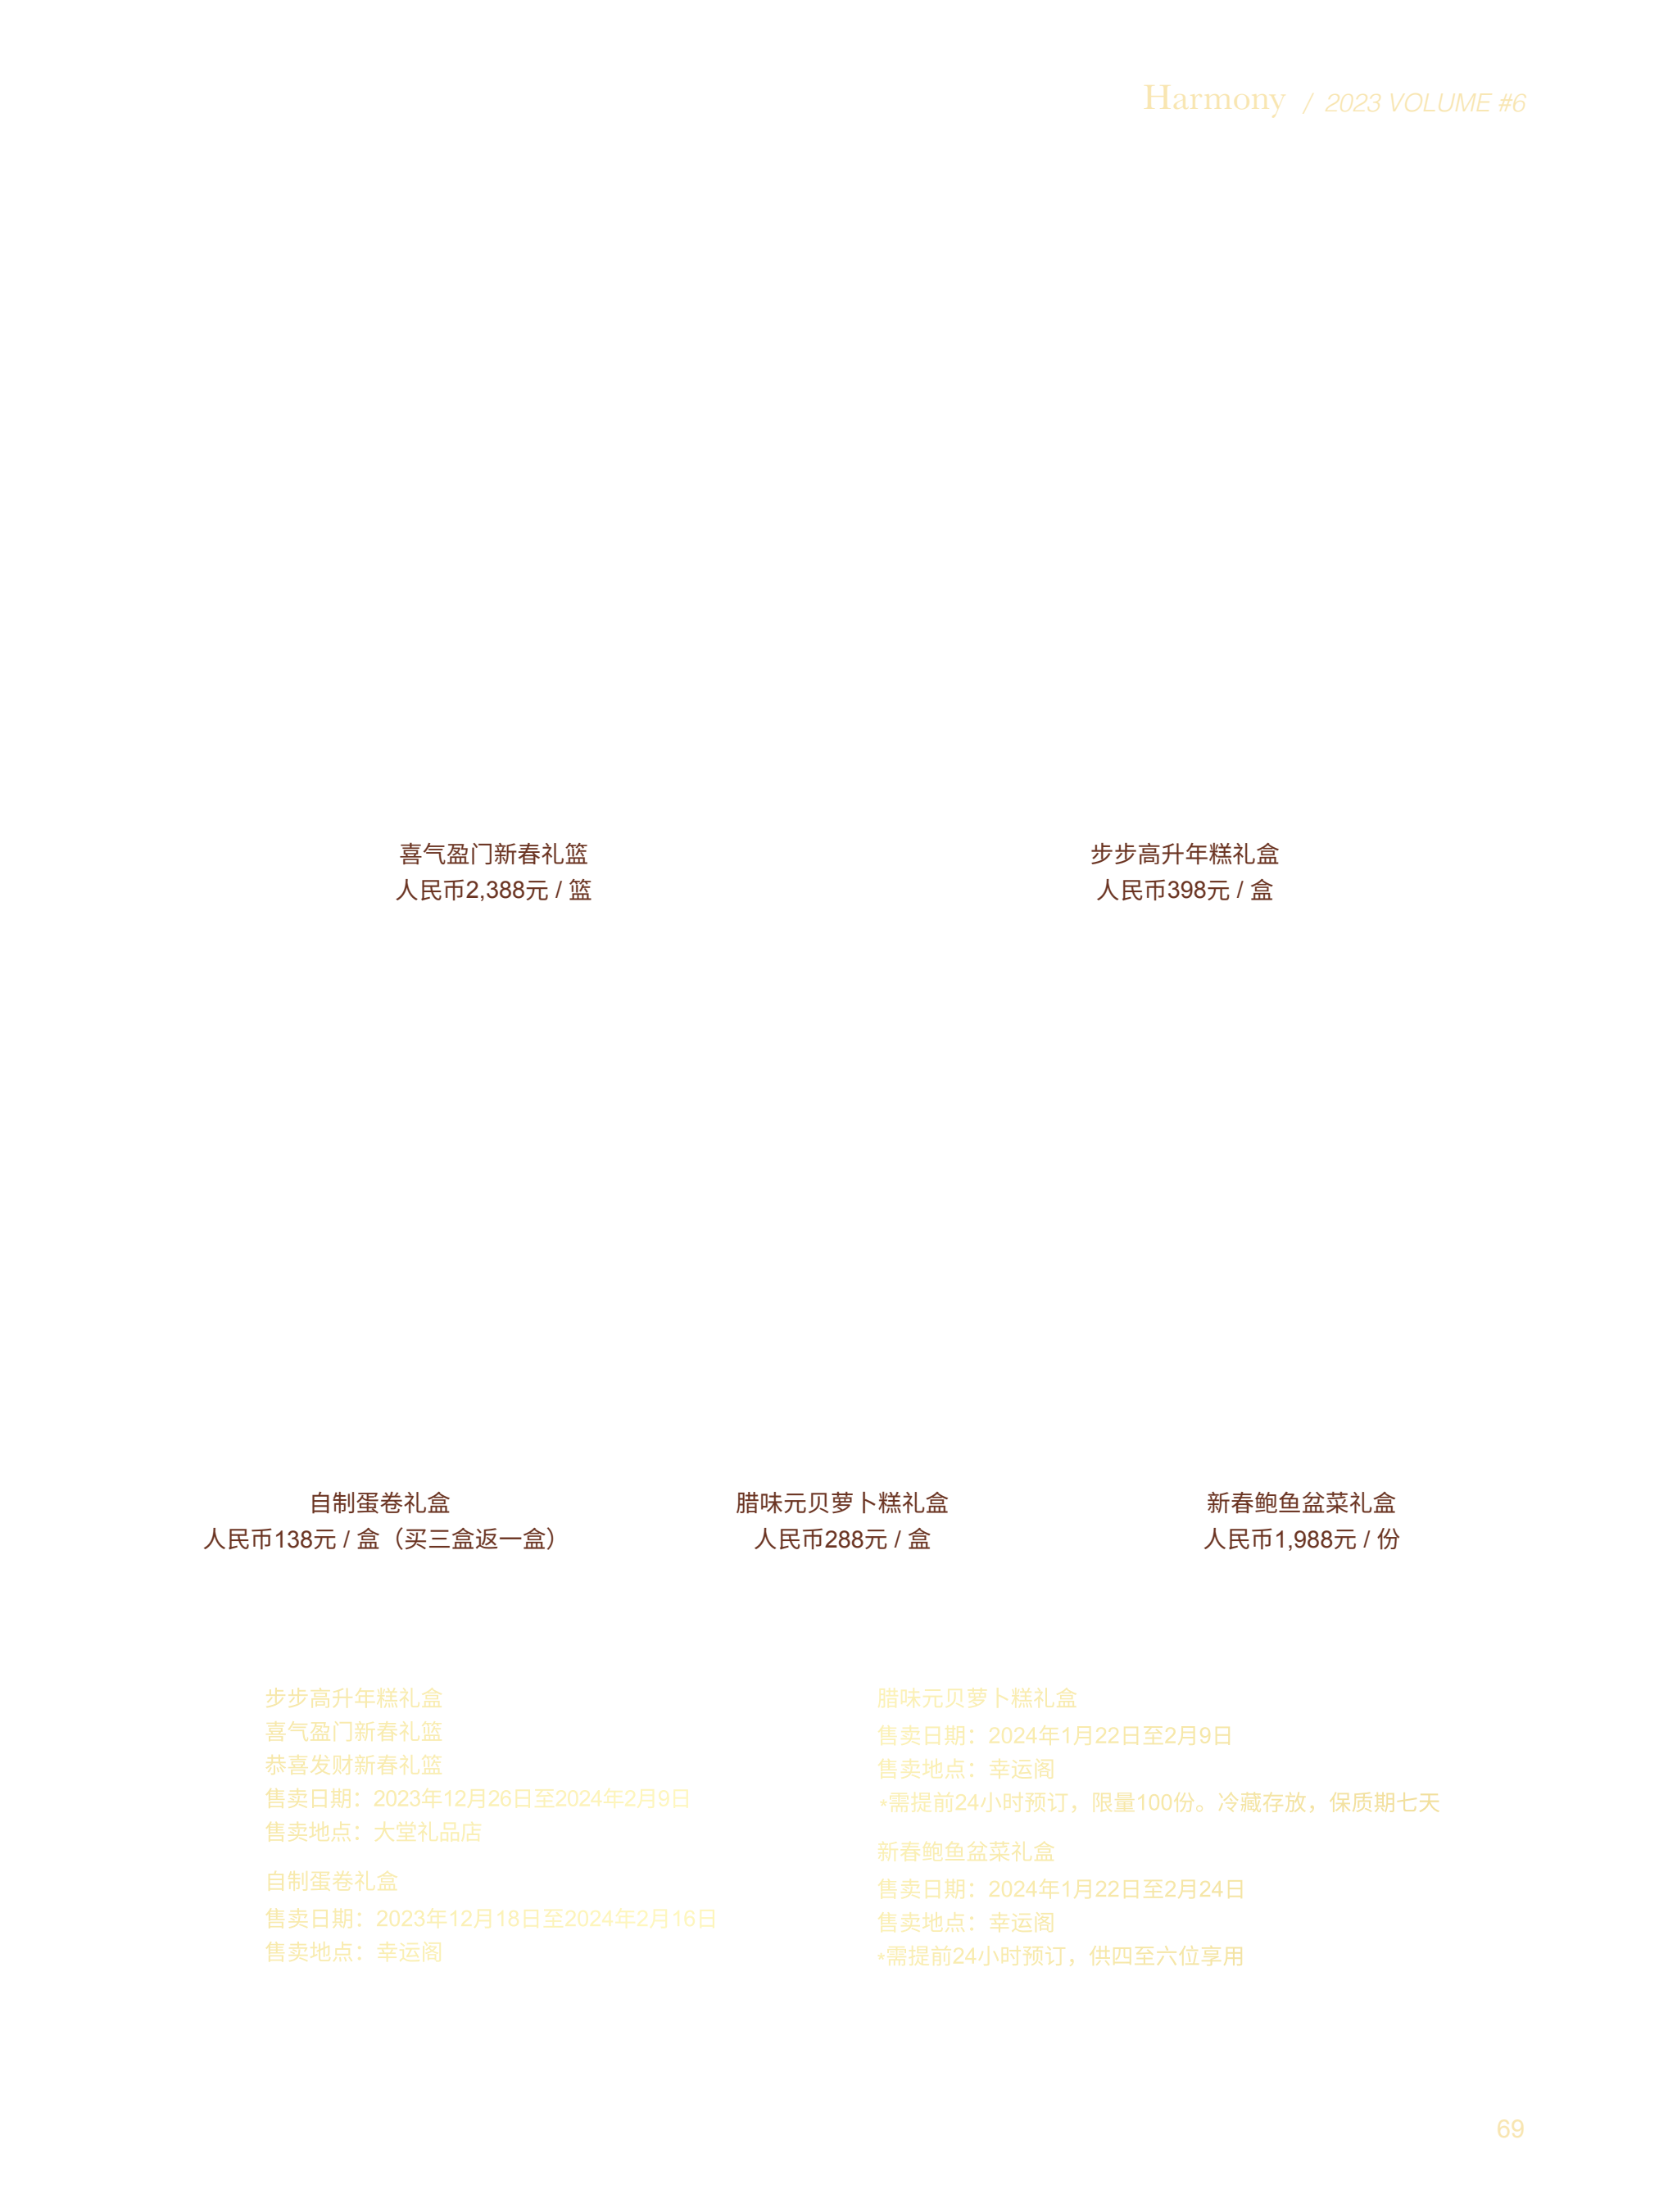 Harmony / 2023 VOLUME #6
喜气盈门新春礼篮
人民币2,388元 / 篮
步步高升年糕礼盒
人民币398元 / 盒
自制蛋卷礼盒
人民币138元 / 盒（买三盒返一盒）
腊味元贝萝卜糕礼盒
人民币288元 / 盒
新春鲍鱼盆菜礼盒
人民币1,988元 / 份
步步高升年糕礼盒
喜气盈门新春礼篮
恭喜发财新春礼篮
售卖日期：2023年12月26日至2024年2月9日
售卖地点：大堂礼品店
自制蛋卷礼盒
售卖日期：2023年12月18日至2024年2月16日
售卖地点：幸运阁
腊味元贝萝卜糕礼盒
售卖日期：2024年1月22日至2月9日
售卖地点：幸运阁
*需提前24小时预订，限量100份。冷藏存放，保质期七天
新春鲍鱼盆菜礼盒
售卖日期：2024年1月22日至2月24日
售卖地点：幸运阁
*需提前24小时预订，供四至六位享用
69